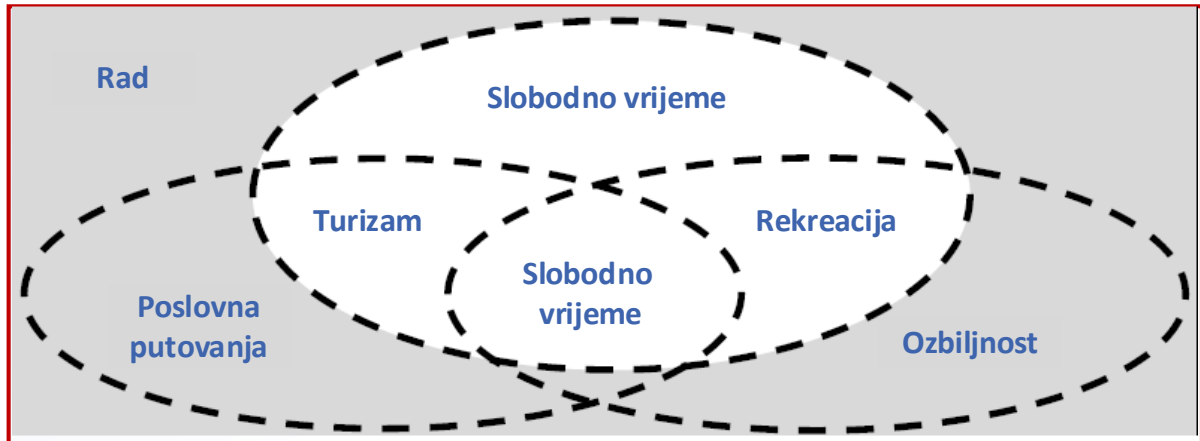 Rad
Slobodno vrijeme
Turizam
Rekreacija
Slobodno
vrijeme
Poslovna
putovanja
Ozbiljnost